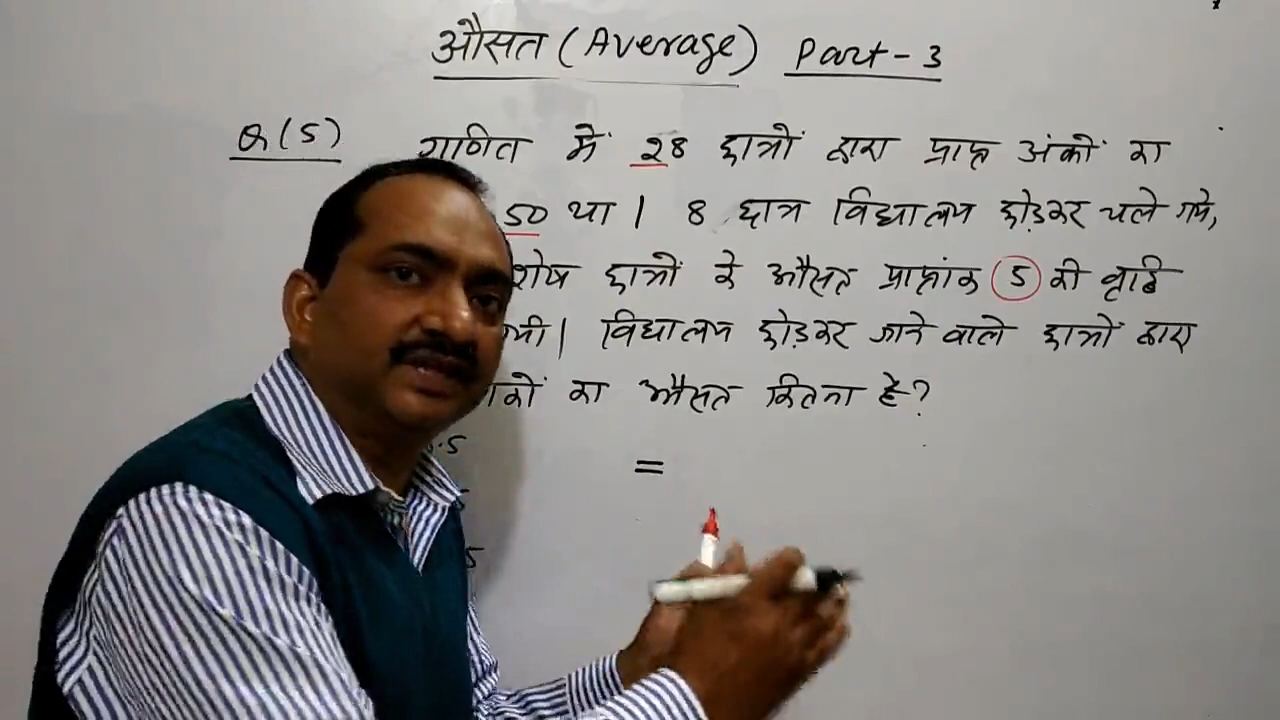 औसत (Average) Part - 3
Q (5) गणित में 28 छात्रों द्वारा प्राप्त अंकों का
50 था। 8 छात्र विद्यालय छोड़कर चले गये,
शेष छात्रों के औसत प्राप्तांक 5 की वृद्धि
विद्यालय छोड़कर जाने वाले छात्रों द्वारा
का औसत कितना है?
=